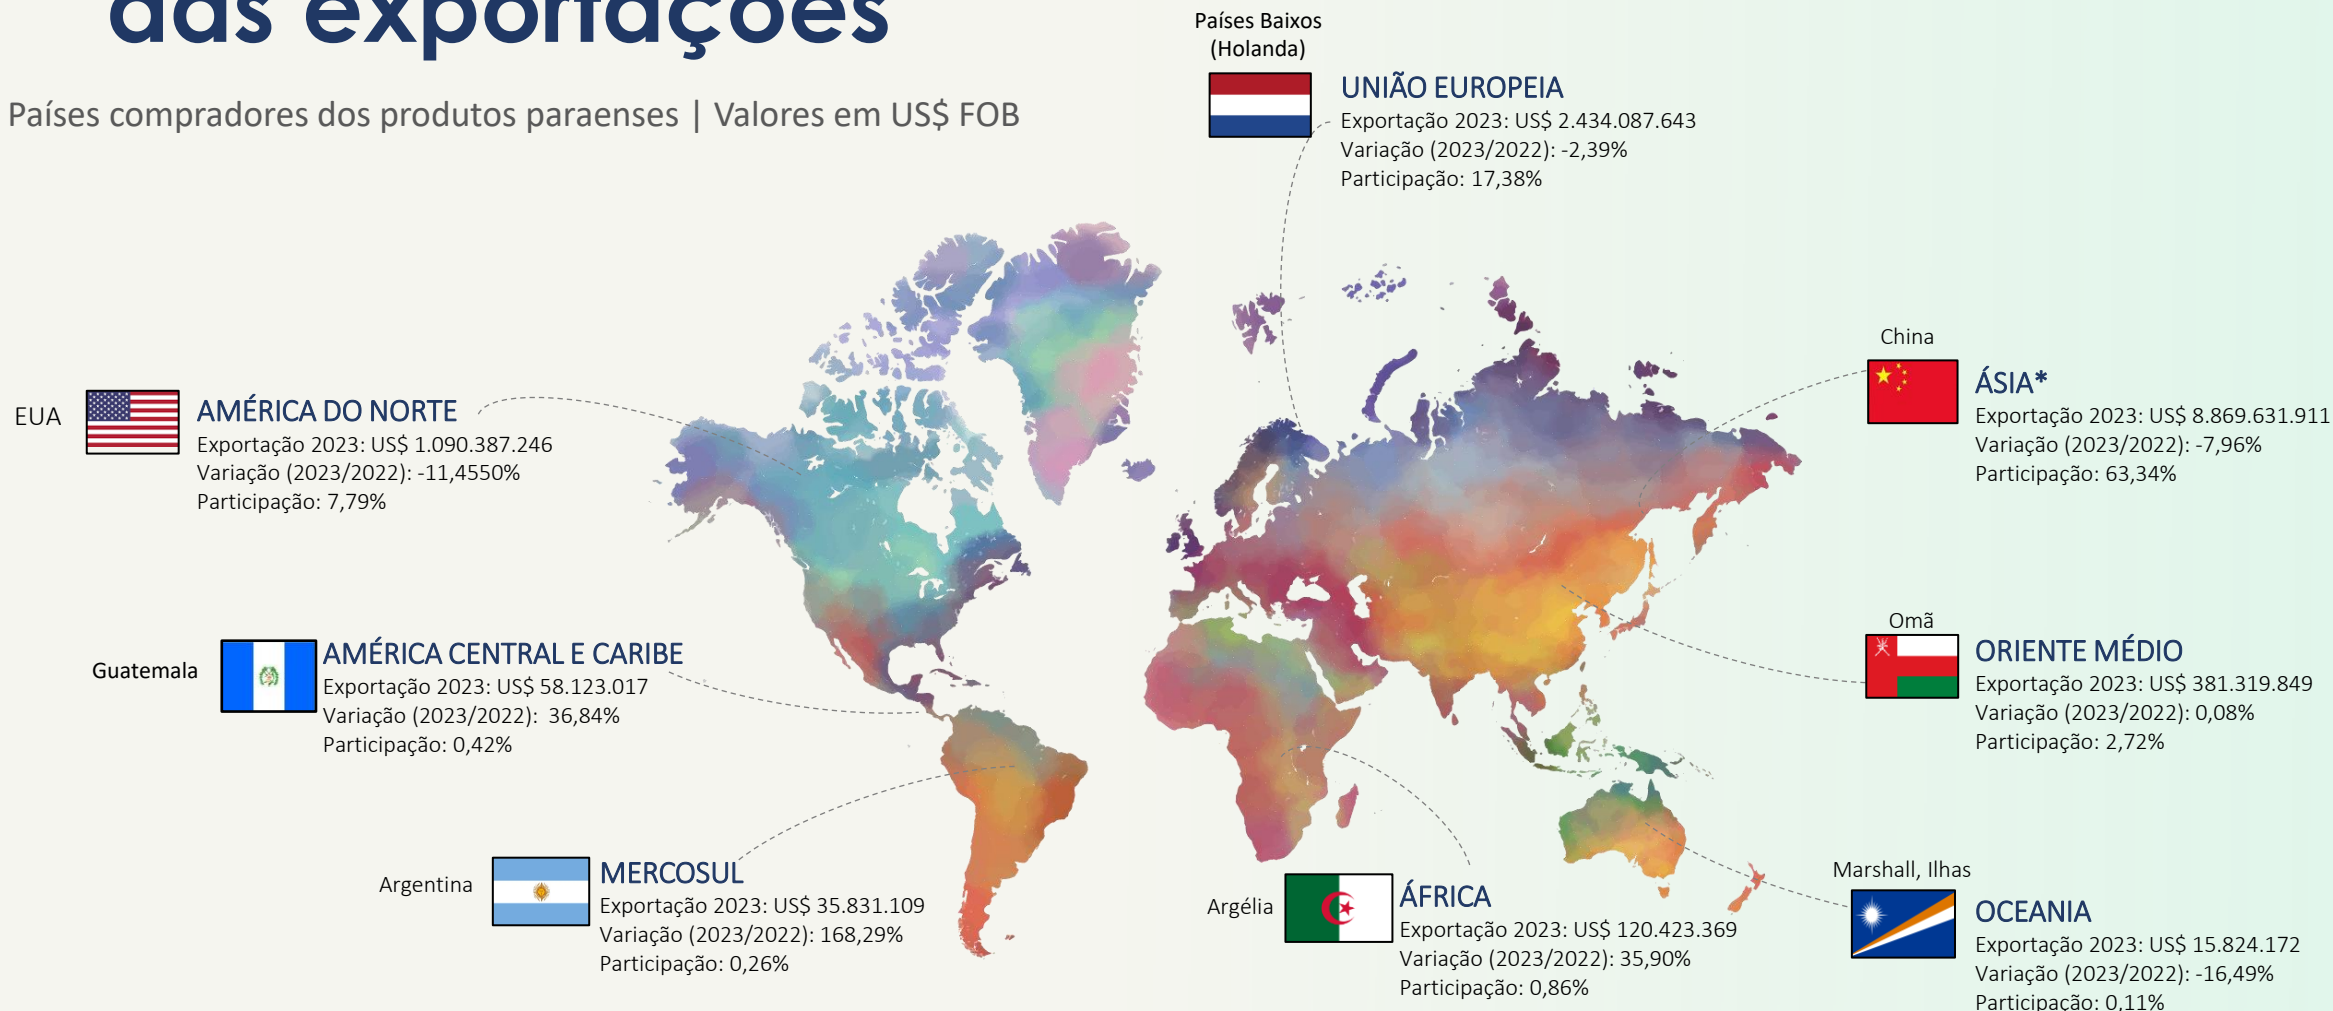 das exportações
Países compradores dos produtos paraenses | Valores em US$ FOB
Países Baixos
(Holanda)
UNIÃO EUROPEIA
Exportação 2023: US$ 2.434.087.643
Variação (2023/2022): -2,39%
Participação: 17,38%
China
ÁSIA*
Exportação 2023: US$ 8.869.631.911
Variação (2023/2022): -7,96%
Participação: 63,34%
EUA
AMÉRICA DO NORTE
Exportação 2023: US$ 1.090.387.246
Variação (2023/2022): -11,4550%
Participação: 7,79%
Omã
ORIENTE MÉDIO
Exportação 2023: US$ 381.319.849
Variação (2023/2022): 0,08%
Participação: 2,72%
Guatemala
AMÉRICA CENTRAL E CARIBE
Exportação 2023: US$ 58.123.017
Variação (2023/2022): 36,84%
Participação: 0,42%
Argentina
MERCOSUL
Exportação 2023: US$ 35.831.109
Variação (2023/2022): 168,29%
Participação: 0,26%
Argélia
ÁFRICA
Exportação 2023: US$ 120.423.369
Variação (2023/2022): 35,90%
Participação: 0,86%
Marshall, Ilhas
OCEANIA
Exportação 2023: US$ 15.824.172
Variação (2023/2022): -16,49%
Participação: 0,11%